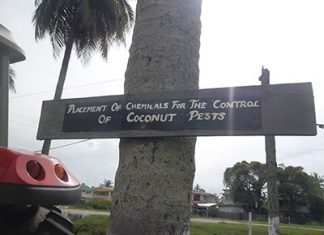 Placement Of Chemicals For The Control
Of Coconut Pests